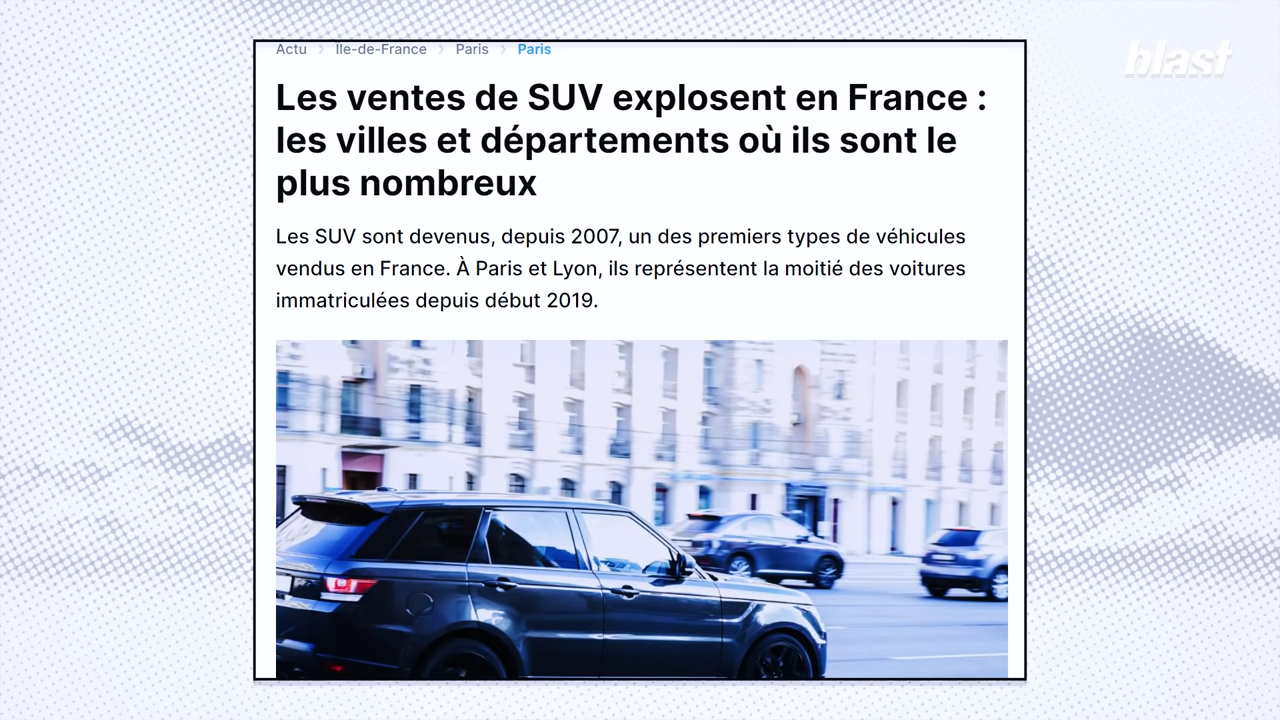 Actu > Île-de-France > Paris > Paris
blast
Les ventes de SUV explosent en France :
les villes et départements où ils sont le
plus nombreux
Les SUV sont devenus, depuis 2007, un des premiers types de véhicules
vendus en France. À Paris et Lyon, ils représentent la moitié des voitures
immatriculées depuis début 2019.